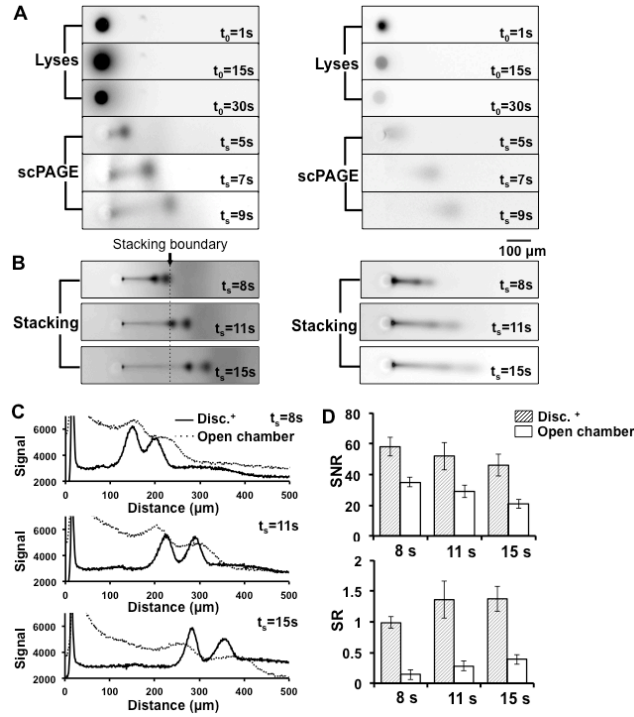 A
Lyses
t₀=1s
t₀=15s
t₀=30s
scPAGE
tₛ=5s
tₛ=7s
tₛ=9s
Lyses
t₀=1s
t₀=15s
t₀=30s
scPAGE
tₛ=5s
tₛ=7s
tₛ=9s
100 µm
Stacking boundary
B
Stacking
tₛ=8s
tₛ=11s
tₛ=15s
Stacking
tₛ=8s
tₛ=11s
tₛ=15s
C
Disc.⁺ tₛ=8s
Open chamber
Signal
6000
4000
2000
0 100 200 300 400 500
Distance (µm)
tₛ=11s
Signal
6000
4000
2000
0 100 200 300 400 500
Distance (µm)
tₛ=15s
Signal
6000
4000
2000
0 100 200 300 400 500
Distance (µm)
D
Disc. ⁺
Open chamber
SNR
80
60
40
20
0
8 s 11 s 15 s
SR
2
1.5
1
0.5
0
8 s 11 s 15 s